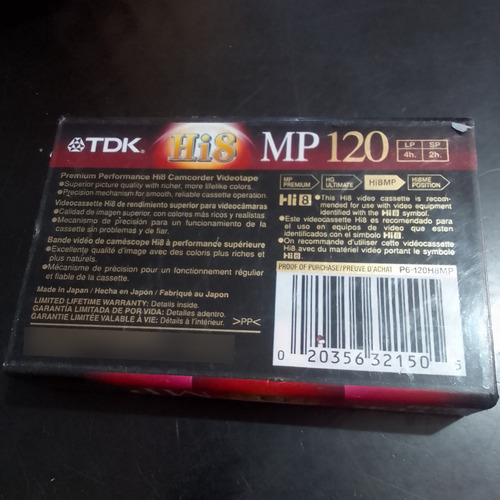 TDK Hi8 MP 120
LP SP
4h. 2h.
Premium Performance Hi8 Camcorder Videotape
●Superior picture quality with richer, more lifelike colors.
●Precision mechanism for smooth, reliable cassette operation.
Videocassette Hi8 de rendimiento superior para videocámaras
●Calidad de imagen superior, con colores más ricos y realistas.
●Mecanismo de precisión para un funcionamiento de la
cassette sin problemas y de fiar.
Bande vidéo de caméscope Hi8 à performance supérieure
●Excellente qualité d'image avec des coloris plus riches et
plus naturels.
●Mécanisme de précision pour un fonctionnement régulier
et fiable de la cassette.
Made in Japan / Hecha en Japón / Fabriqué au Japon
LIMITED LIFETIME WARRANTY: Details inside.
GARANTÍA LIMITADA DE POR VIDA: Detalles adentro.
GARANTIE LIMITÉE VALABLE À VIE: Détails à l'intérieur.
>PP<
MP PREMIUM
HG ULTIMATE
Hi8MP
Hi8ME POSITION
Hi8
●This Hi8 video cassette is recom-
mended for use with video equipment
identified with the Hi8 symbol.
●Este videocassette Hi8 es recomendado para
el uso en equipos de video que estan
identificados con el simbolo Hi8.
●On recommande d'utiliser cette vidéocassette
Hi8 avec du matériel vidéo portant le symbole
Hi8.
PROOF OF PURCHASE/PREUVE D'ACHAT P6-120H8MP
0 20356 32150 5
MP